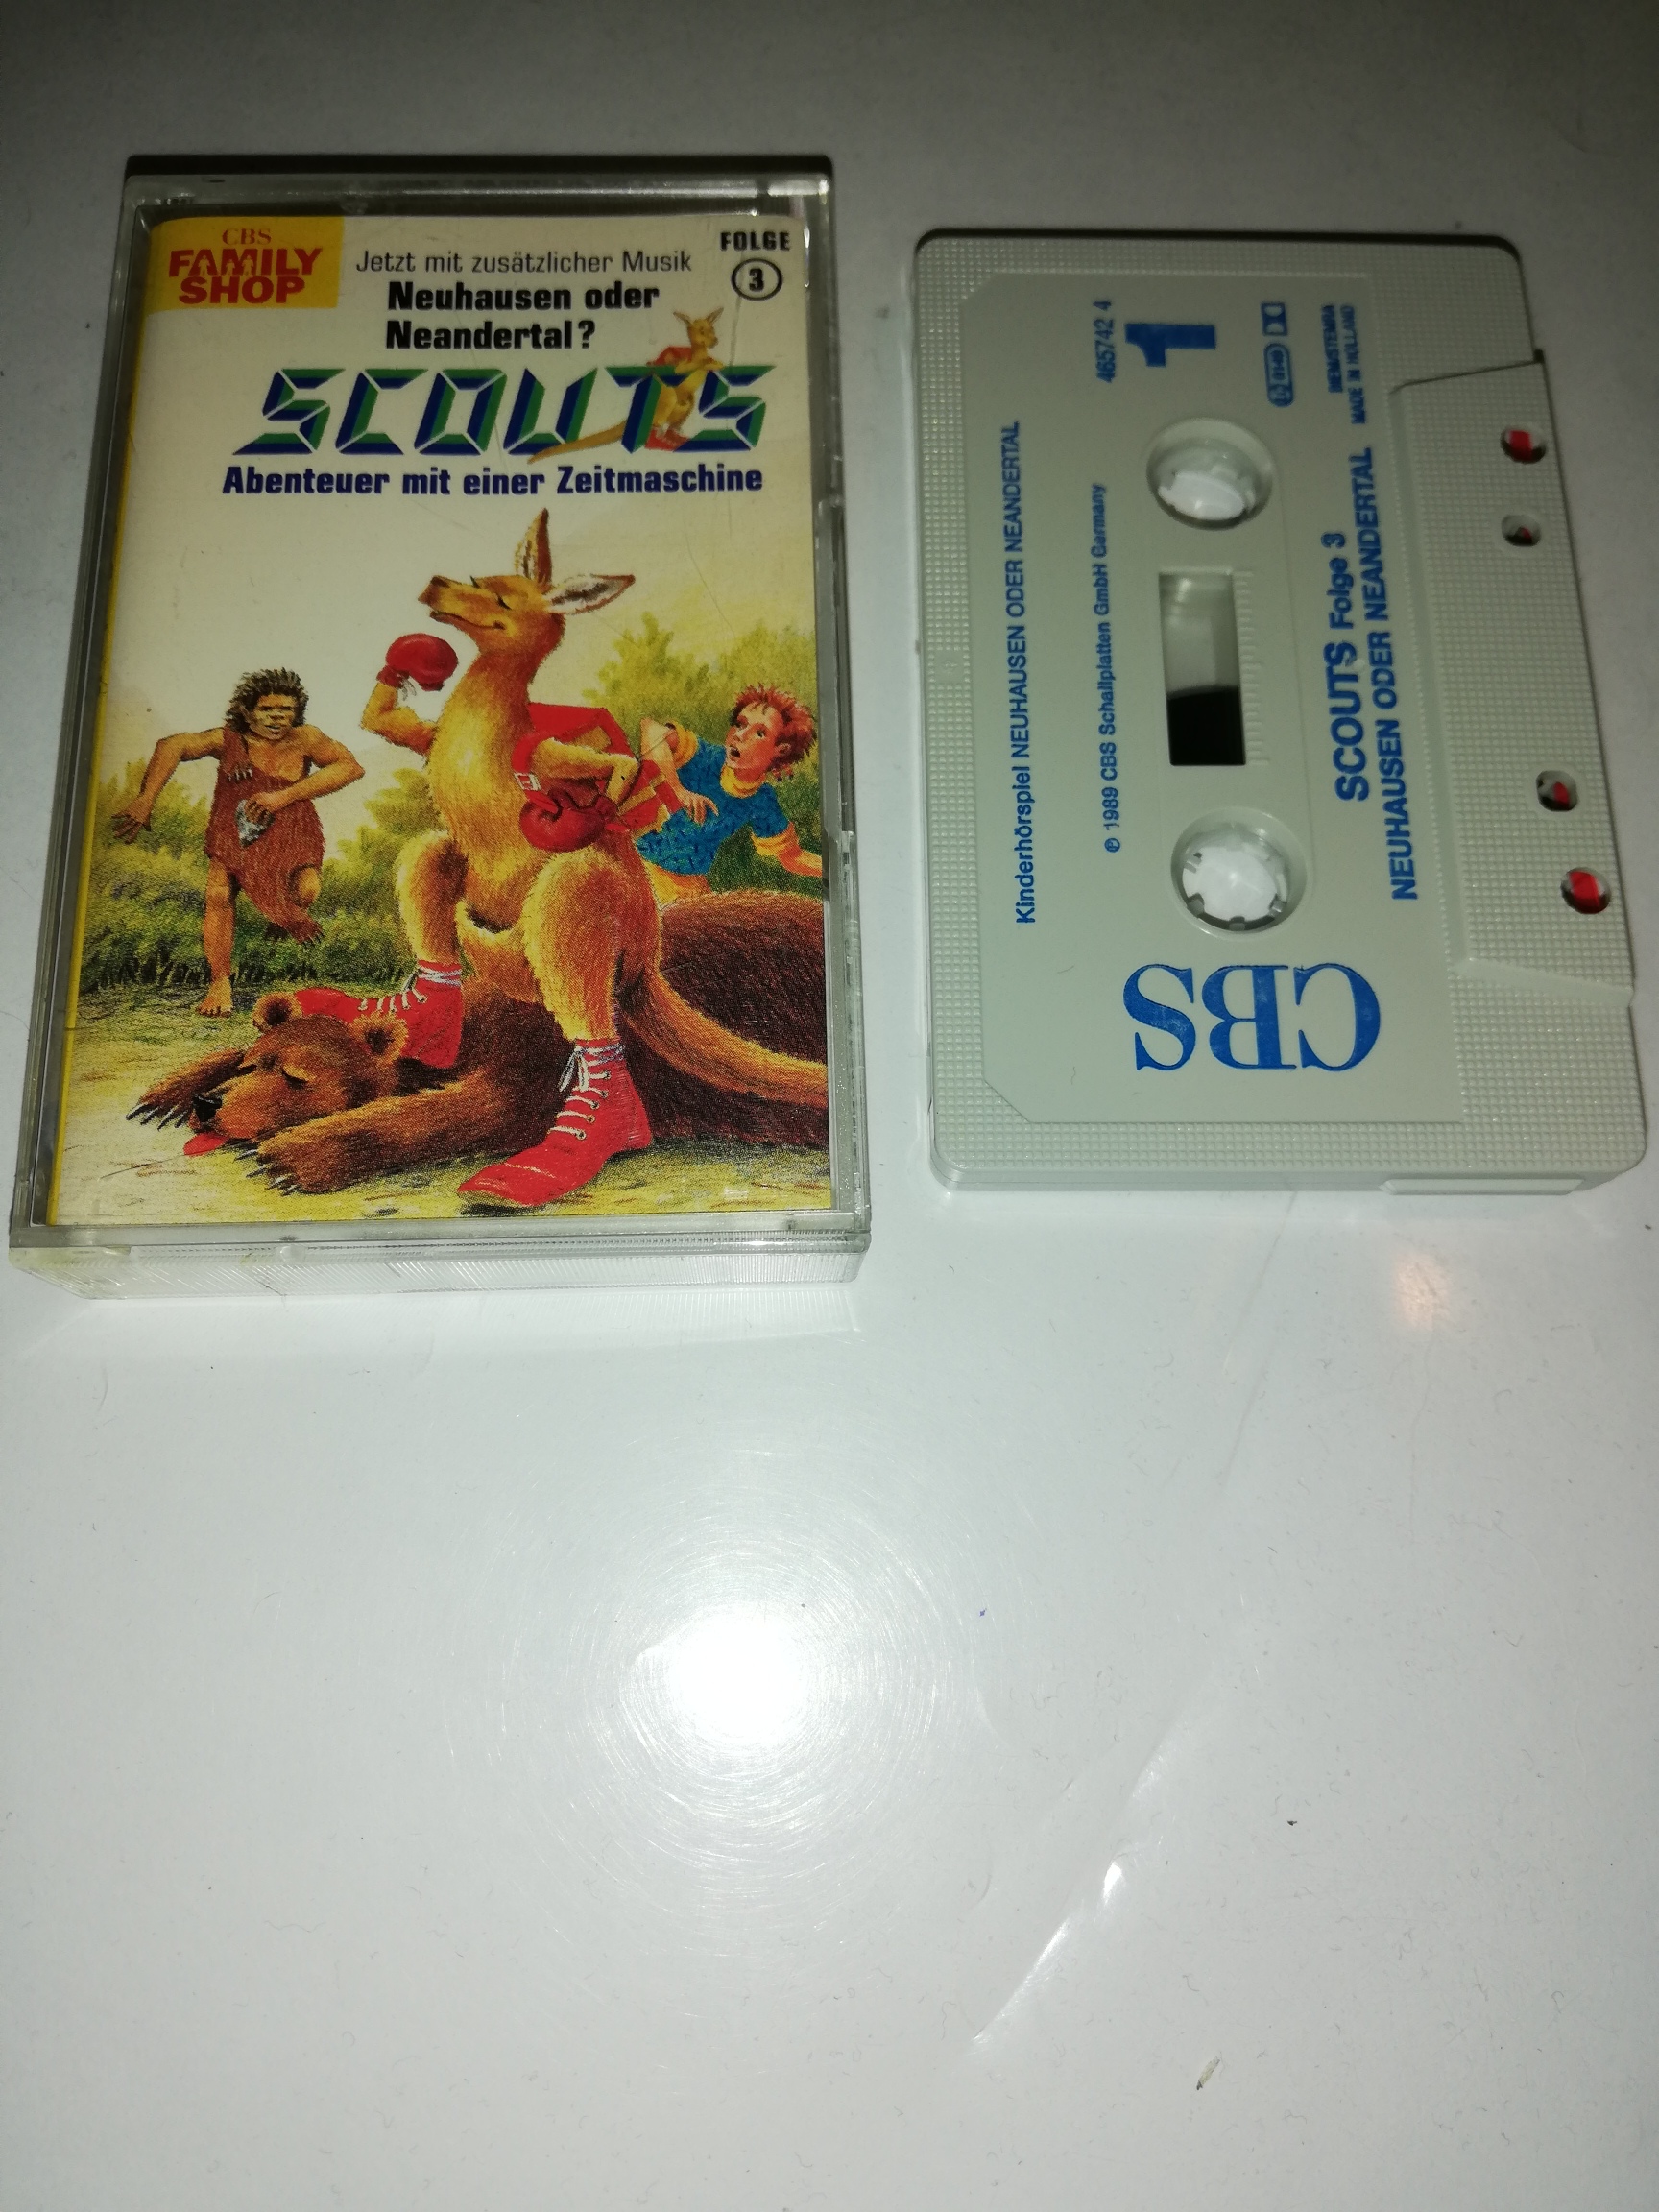 CBS
FAMILY
SHOP
Jetzt mit zusätzlicher Musik
FOLGE
3
Neuhausen oder
Neandertal?
SCOUTS
Abenteuer mit einer Zeitmaschine
Kinderhörspiel NEUHAUSEN ODER NEANDERTAL
℗ 1989 CBS Schallplatten GmbH Germany
465742 4
1
SCOUTS Folge 3
NEUHAUSEN ODER NEANDERTAL
BIEM/STEMRA
MADE IN HOLLAND
CBS